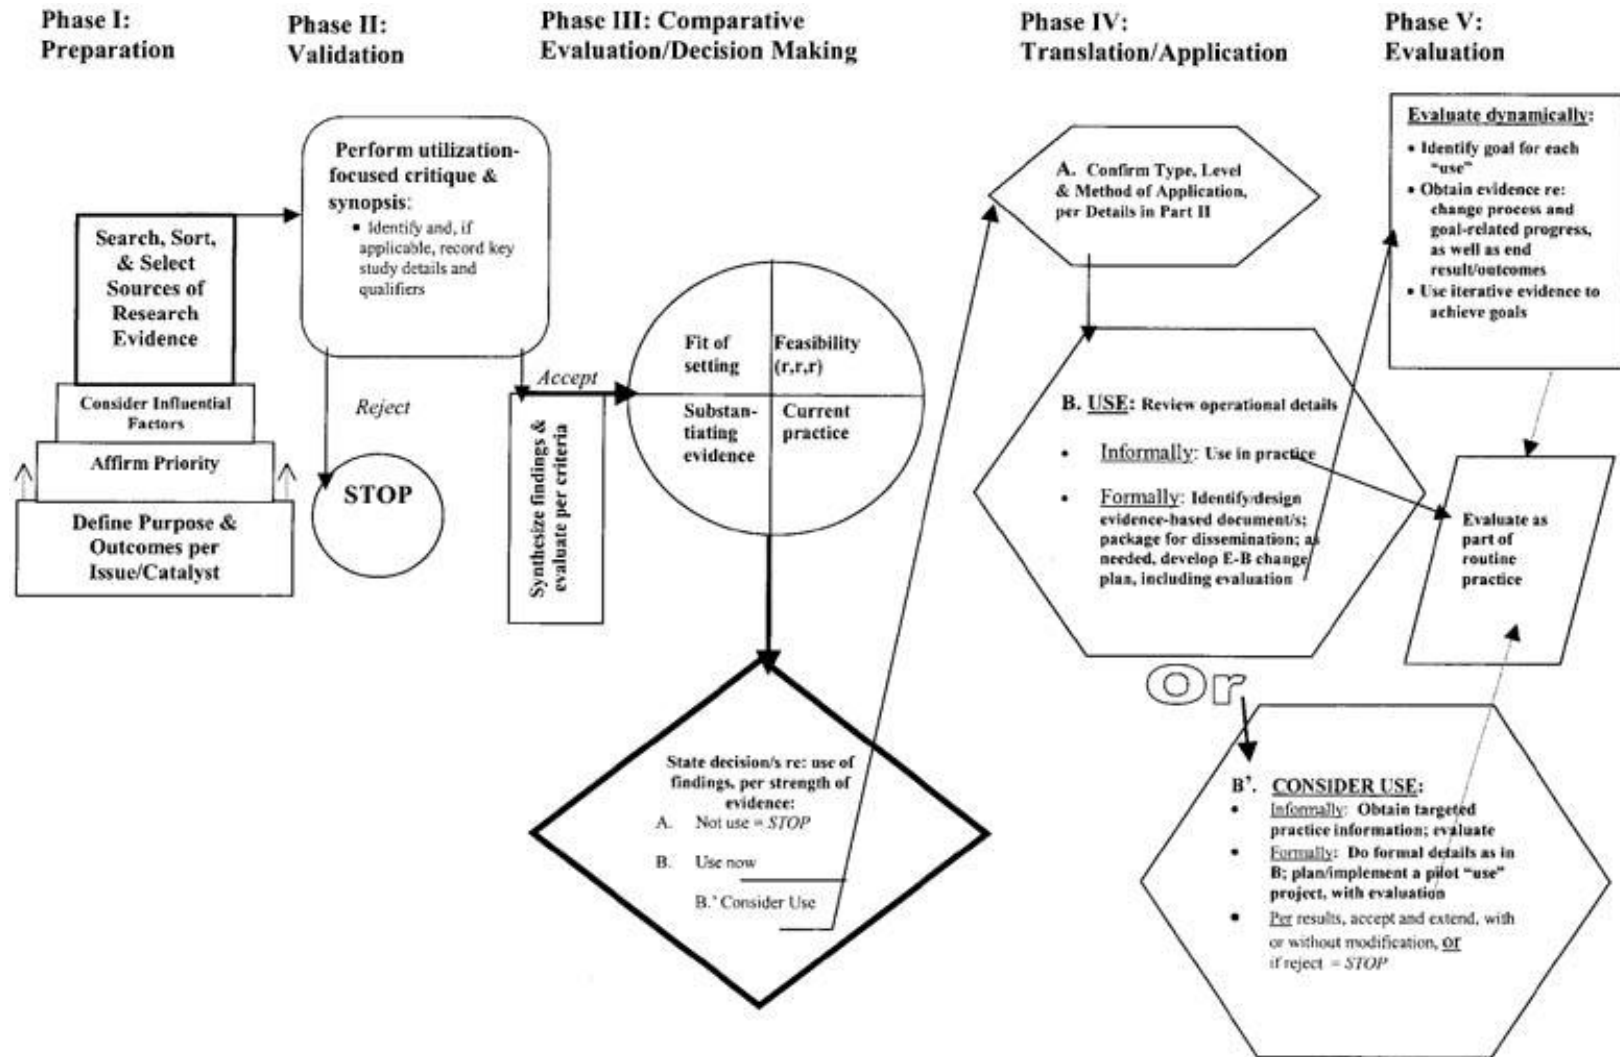 Phase I:
Preparation
Phase II:
Validation
Phase III: Comparative
Evaluation/Decision Making
Phase IV:
Translation/Application
Phase V:
Evaluation
Search, Sort,
& Select
Sources of
Research
Evidence
Consider Influential
Factors
Affirm Priority
Define Purpose &
Outcomes per
Issue/Catalyst
Perform utilization-
focused critique &
synopsis:
▪ Identify and, if
applicable, record key
study details and
qualifiers
Reject
STOP
Accept
Synthesize findings &
evaluate per criteria
Fit of
setting
Feasibility
(r,r,r)
Substan-
tiating
evidence
Current
practice
State decision/s re: use of
findings, per strength of
evidence:
A. Not use = STOP
B. Use now
B.' Consider Use
A. Confirm Type, Level
& Method of Application,
per Details in Part II
B. USE: Review operational details
• Informally: Use in practice
• Formally: Identify/design
evidence-based document/s;
package for dissemination; as
needed, develop E-B change
plan, including evaluation
Or
B’. CONSIDER USE:
• Informally: Obtain targeted
practice information; evaluate
• Formally: Do formal details as in
B; plan/implement a pilot “use”
project, with evaluation
• Per results, accept and extend, with
or without modification, or
if reject = STOP
Evaluate dynamically:
• Identify goal for each
“use”
• Obtain evidence re:
change process and
goal-related progress,
as well as end
result/outcomes
• Use iterative evidence to
achieve goals
Evaluate as
part of
routine
practice